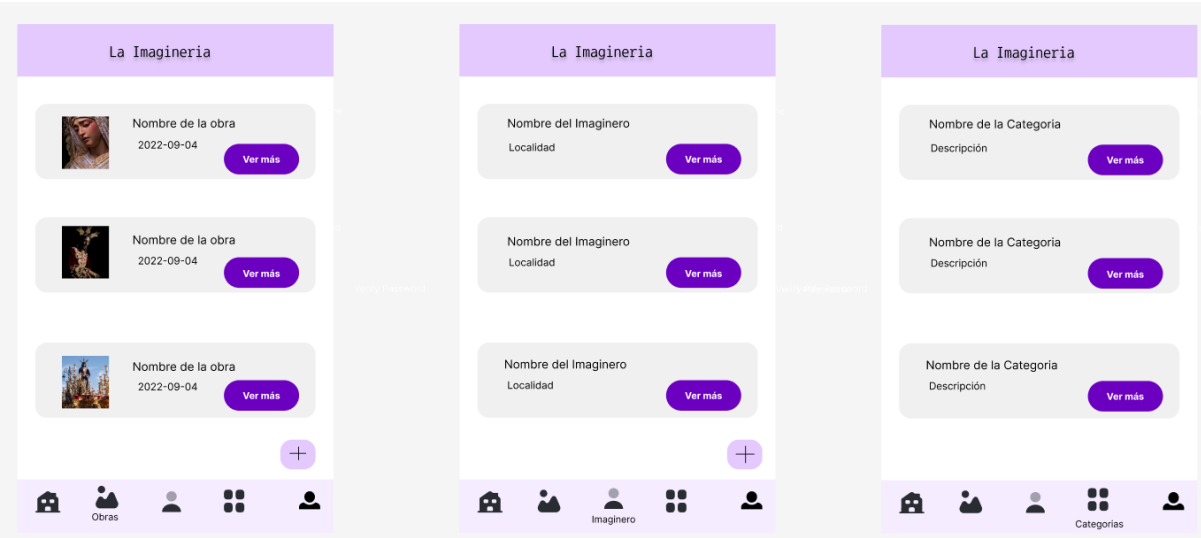 La Imagineria
Nombre de la obra
2022-09-04
Ver más
Nombre de la obra
2022-09-04
Ver más
Nombre de la obra
2022-09-04
Ver más
Obras
La Imagineria
Nombre del Imaginero
Localidad
Ver más
Nombre del Imaginero
Localidad
Ver más
Nombre del Imaginero
Localidad
Ver más
Imaginero
La Imagineria
Nombre de la Categoria
Descripción
Ver más
Nombre de la Categoria
Descripción
Ver más
Nombre de la Categoria
Descripción
Ver más
Categorias